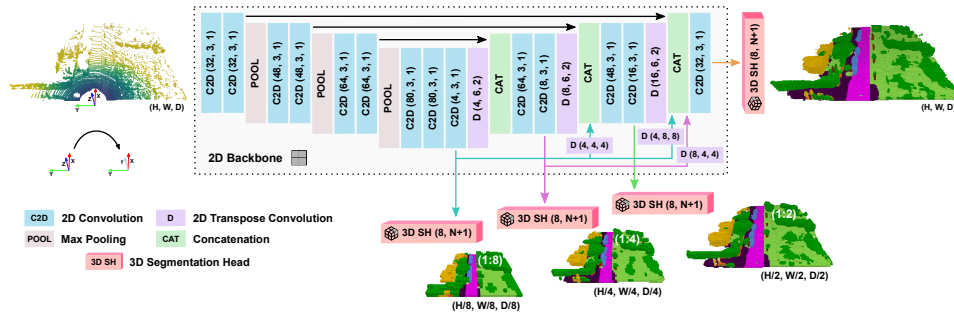 C2D (32, 3, 1)
C2D (32, 3, 1)
POOL
C2D (48, 3, 1)
C2D (48, 3, 1)
POOL
C2D (64, 3, 1)
C2D (64, 3, 1)
POOL
C2D (80, 3, 1)
C2D (80, 3, 1)
C2D (4, 3, 1)
D (4, 6, 2)
CAT
C2D (64, 3, 1)
C2D (8, 3, 1)
D (8, 6, 2)
CAT
C2D (48, 3, 1)
C2D (16, 3, 1)
D (16, 6, 2)
CAT
C2D (32, 3, 1)
3D SH (8, N+1)
(H, W, D)
(H, W, D)
Z
X
Y
Z
X
Y
X
Y
2D Backbone
D (4, 4, 4)
D (4, 8, 8)
D (8, 4, 4)
3D SH (8, N+1)
3D SH (8, N+1)
3D SH (8, N+1)
C2D 2D Convolution
D 2D Transpose Convolution
POOL Max Pooling
CAT Concatenation
3D SH 3D Segmentation Head
(1:8)
(H/8, W/8, D/8)
(1:4)
(H/4, W/4, D/4)
(1:2)
(H/2, W/2, D/2)